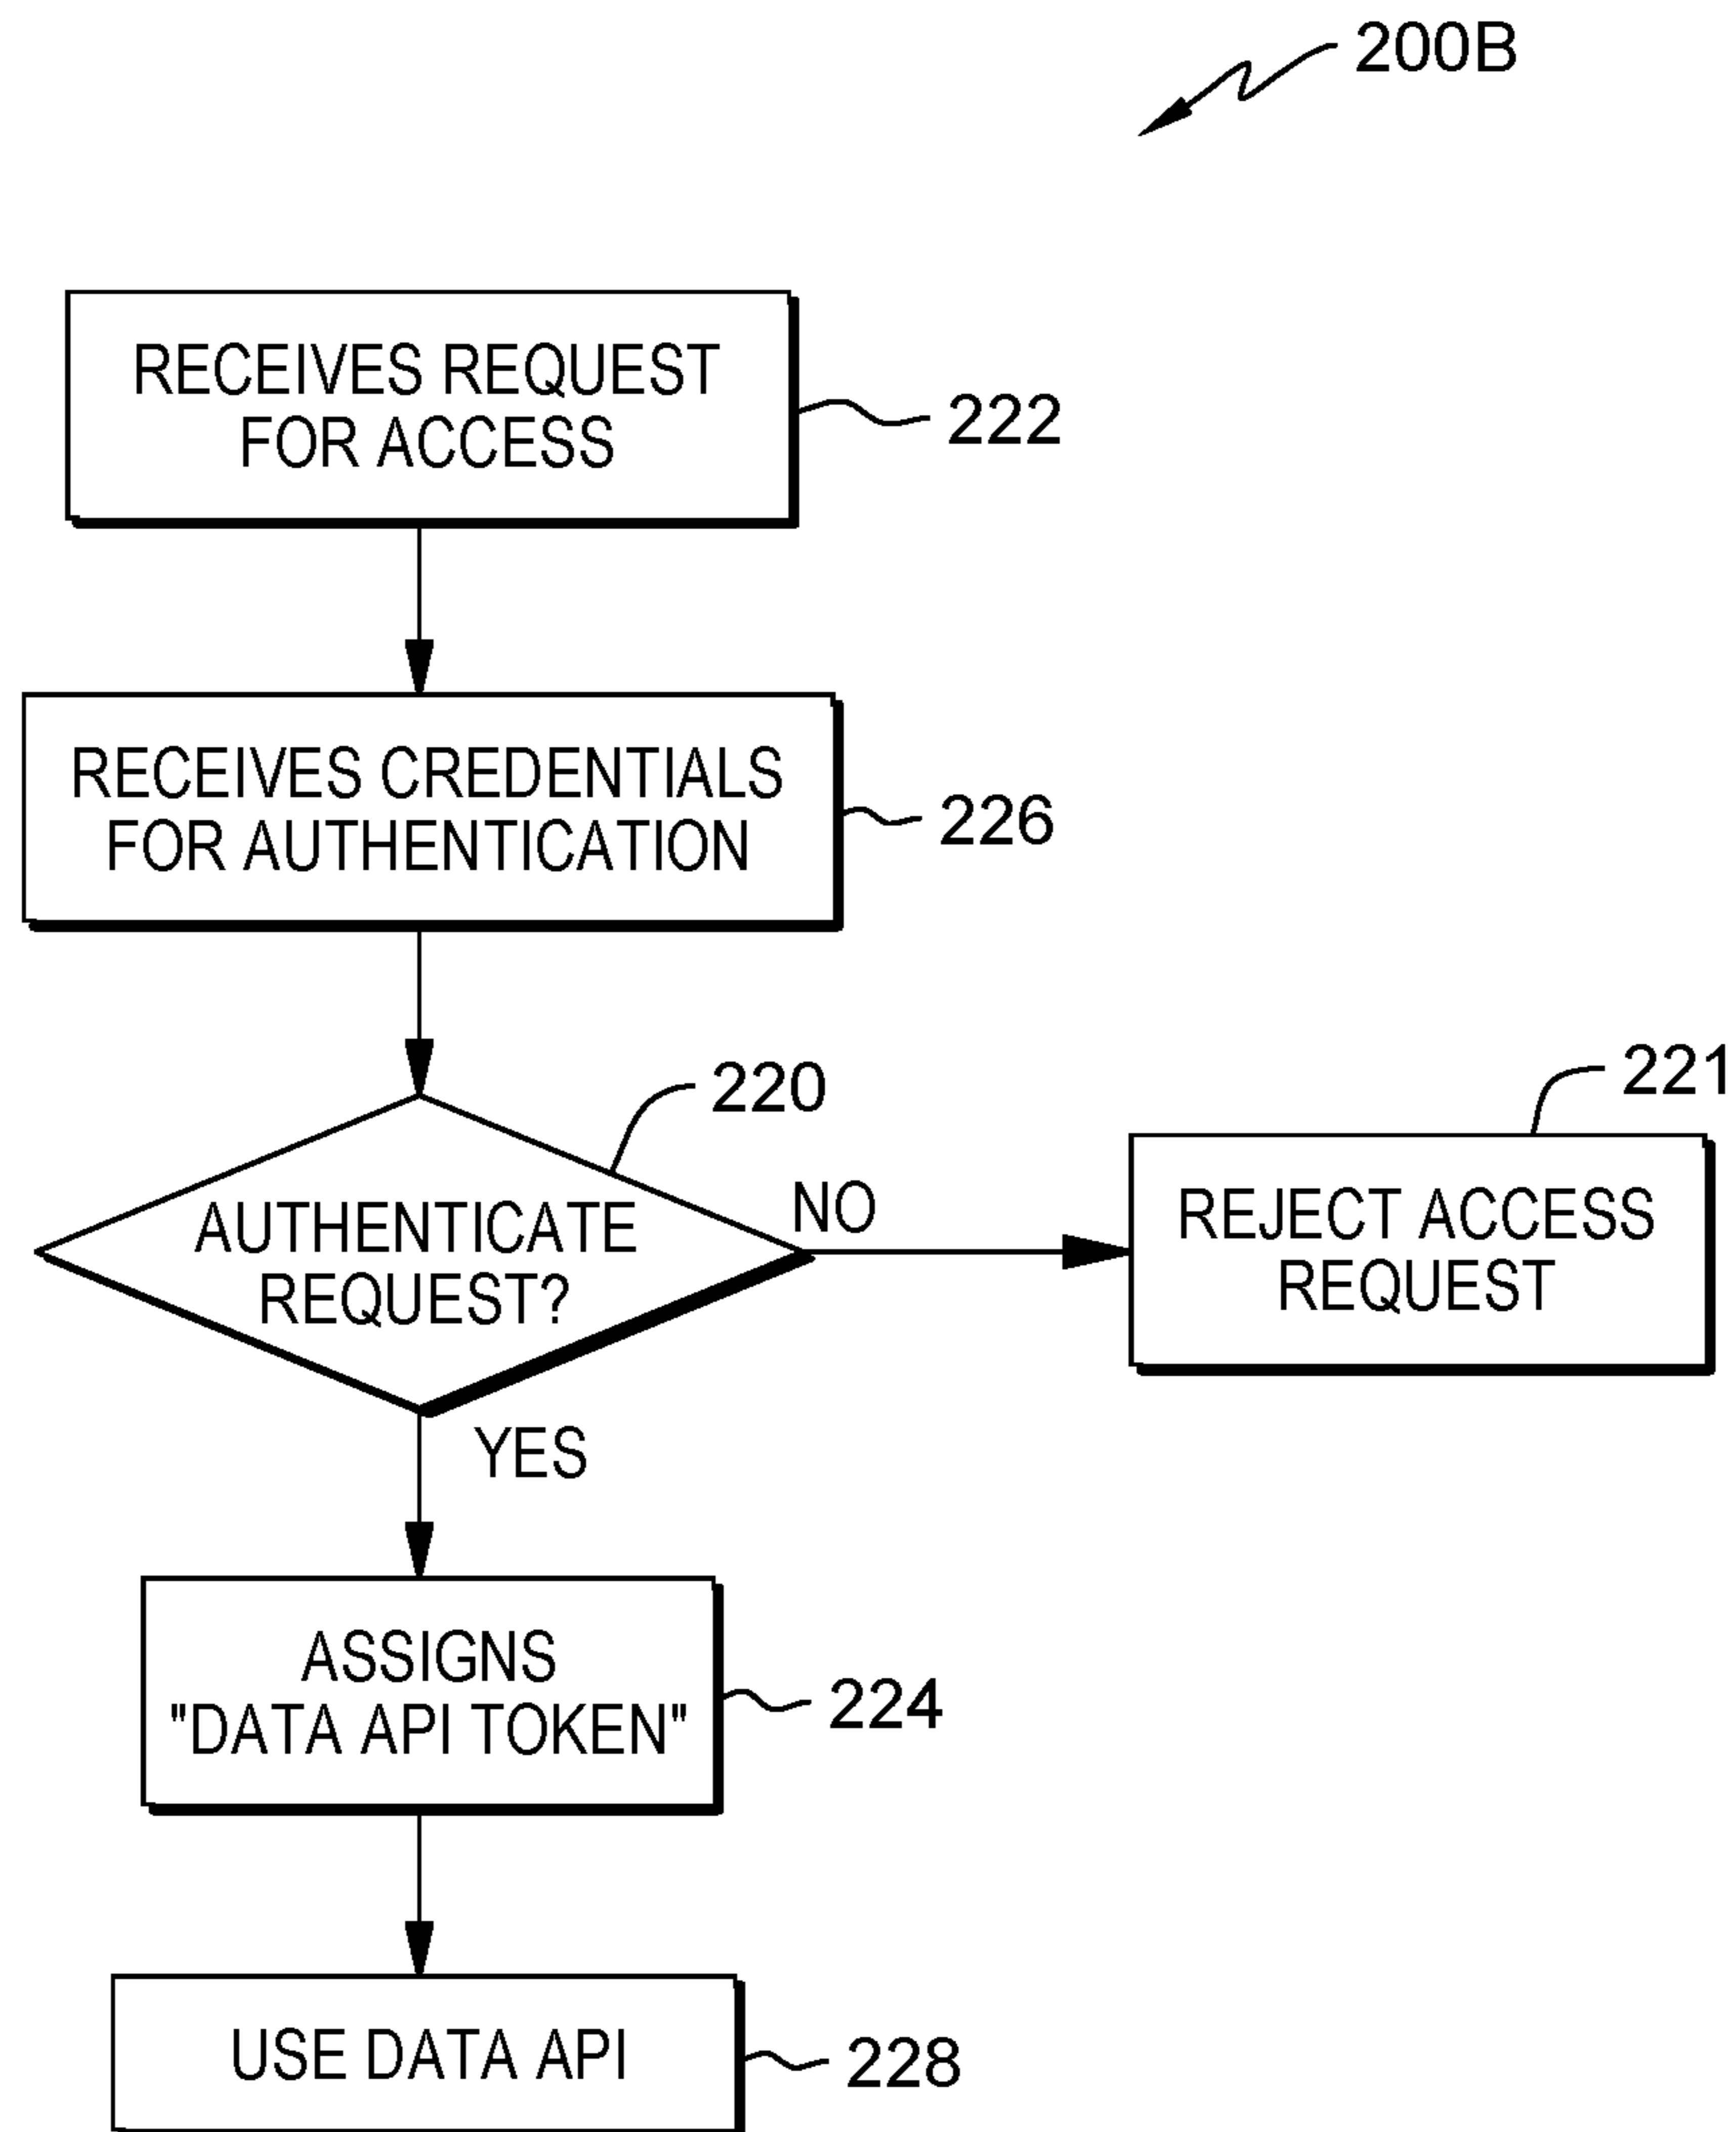 200B
RECEIVES REQUEST
FOR ACCESS
222
RECEIVES CREDENTIALS
FOR AUTHENTICATION
226
220
221
AUTHENTICATE
REQUEST?
NO
REJECT ACCESS
REQUEST
YES
ASSIGNS
"DATA API TOKEN"
224
USE DATA API
228